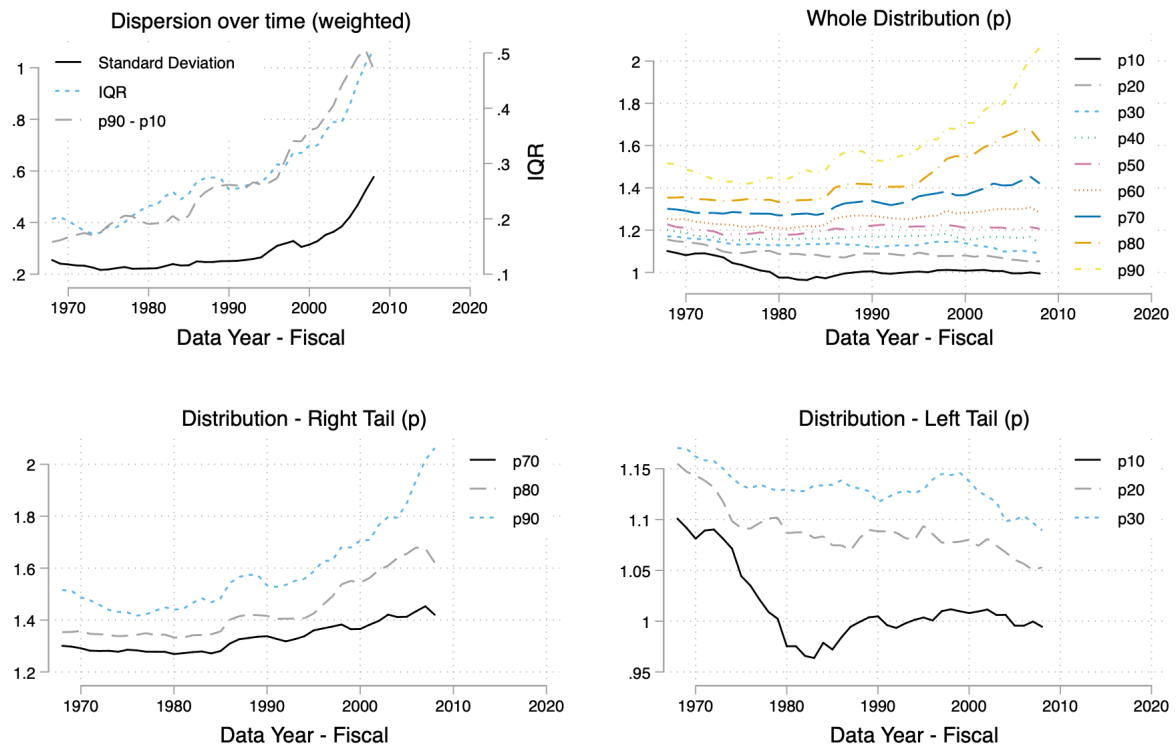 Dispersion over time (weighted)
1
.8
.6
.4
.2
.5
.4
.3
.2
.1
IQR
Standard Deviation
IQR
p90 - p10
1970 1980 1990 2000 2010 2020
Data Year - Fiscal
Whole Distribution (p)
2
1.8
1.6
1.4
1.2
1
p10
p20
p30
p40
p50
p60
p70
p80
p90
1970 1980 1990 2000 2010 2020
Data Year - Fiscal
Distribution - Right Tail (p)
2
1.8
1.6
1.4
1.2
p70
p80
p90
1970 1980 1990 2000 2010 2020
Data Year - Fiscal
Distribution - Left Tail (p)
1.15
1.1
1.05
1
.95
p10
p20
p30
1970 1980 1990 2000 2010 2020
Data Year - Fiscal